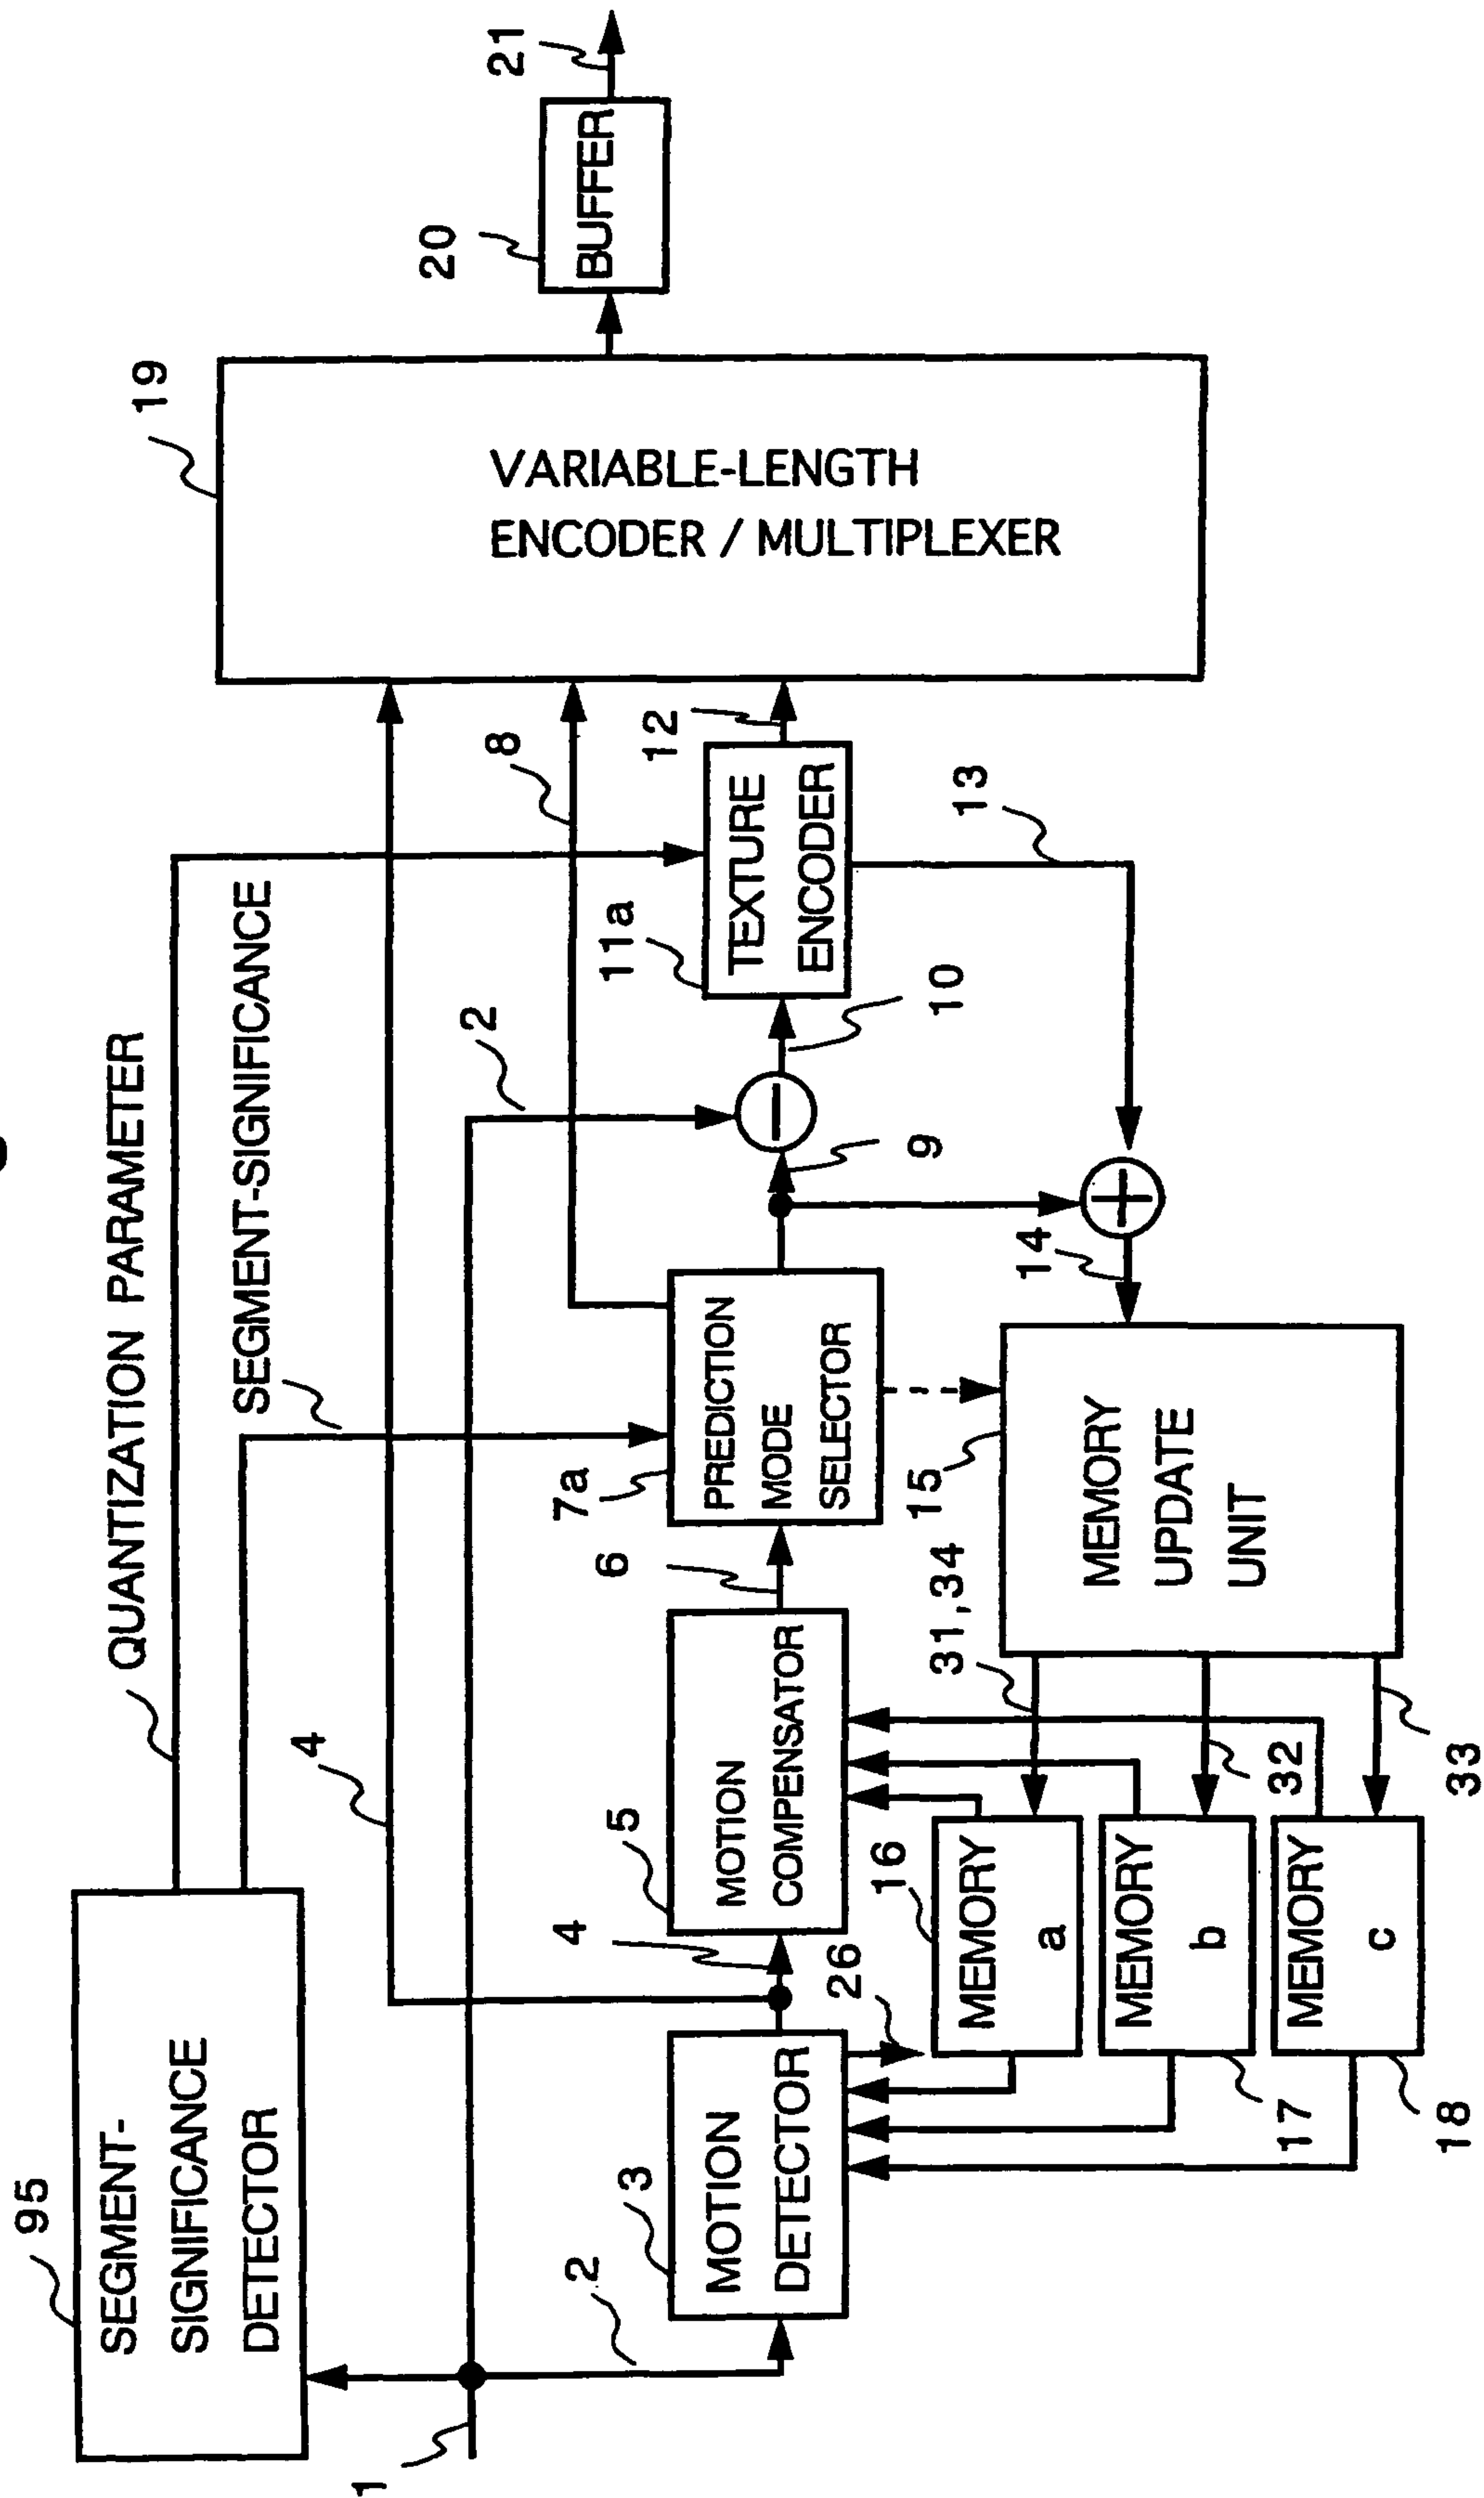 95
SEGMENT-
SIGNIFICANCE
DETECTOR
QUANTIZATION PARAMETER
SEGMENT-SIGNIFICANCE
19
VARIABLE-LENGTH
ENCODER / MULTIPLEXER
20
BUFFER
21
1
2
4
2
8
3
MOTION
DETECTOR
4
5
MOTION
COMPENSATOR
6
7a
PREDICTION
MODE
SELECTOR
9
10
11a
TEXTURE
ENCODER
12
13
14
15
MEMORY
UPDATE
UNIT
26
16
MEMORY
a
31,34
MEMORY
b
17
32
MEMORY
c
18
33